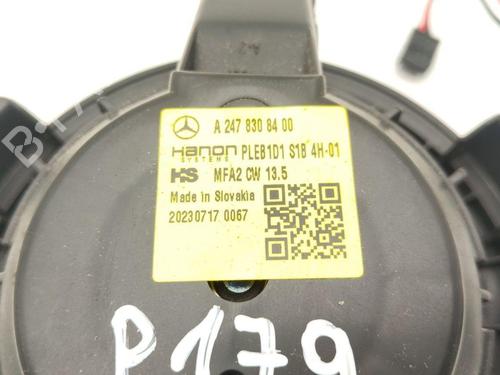 A 247 830 84 00
Hanon PLEB1D1 S1B 4H-01
SYSTEMS
HS MFA2 CW 13.5
Made in Slovakia
20230717 0067
P179